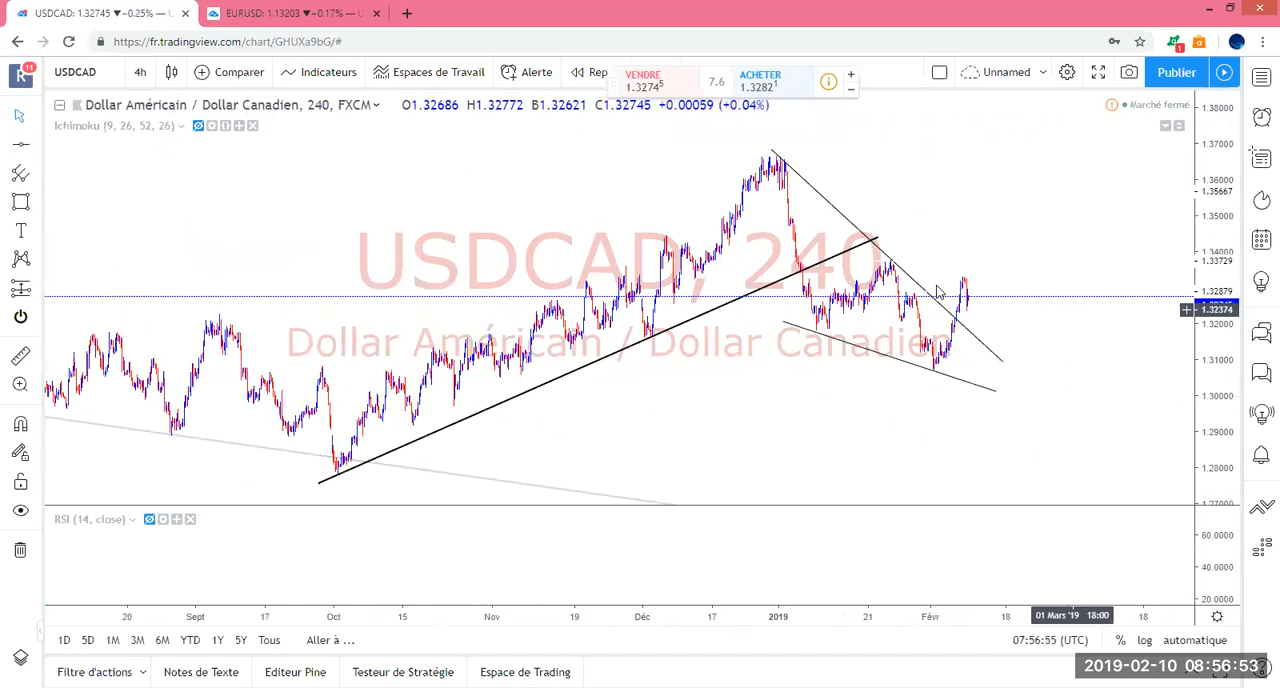 USDCAD: 1.32745 ▼−0.25% —
EURUSD: 1.13203 ▼−0.17% — U
https://fr.tradingview.com/chart/GHUXa9bG/#
1
R
11
USDCAD
4h
Comparer
Indicateurs
Espaces de Travail
Alerte
Rep
VENDRE
1.3274⁵
7.6
ACHETER
1.3282¹
Unnamed
Publier
Dollar Américain / Dollar Canadien, 240, FXCM
O1.32686 H1.32772 B1.32621 C1.32745 +0.00059 (+0.04%)
Marché fermé
Ichimoku (9, 26, 52, 26)
USDCAD, 240
Dollar Américain / Dollar Canadien
1.38000
1.37000
1.36000
1.35667
1.35000
1.34000
1.33729
1.32879
1.32374
1.32000
1.31000
1.30000
1.29000
1.28000
1.27000
RSI (14, close)
60.0000
40.0000
20.0000
20
Sept
17
Oct
15
Nov
19
Déc
17
2019
21
Févr
18
01 Mars '19 18:00
18
1D 5D 1M 3M 6M YTD 1Y 5Y Tous Aller à ...
07:56:55 (UTC)
% log automatique
Filtre d'actions
Notes de Texte
Editeur Pine
Testeur de Stratégie
Espace de Trading
2019-02-10 08:56:53